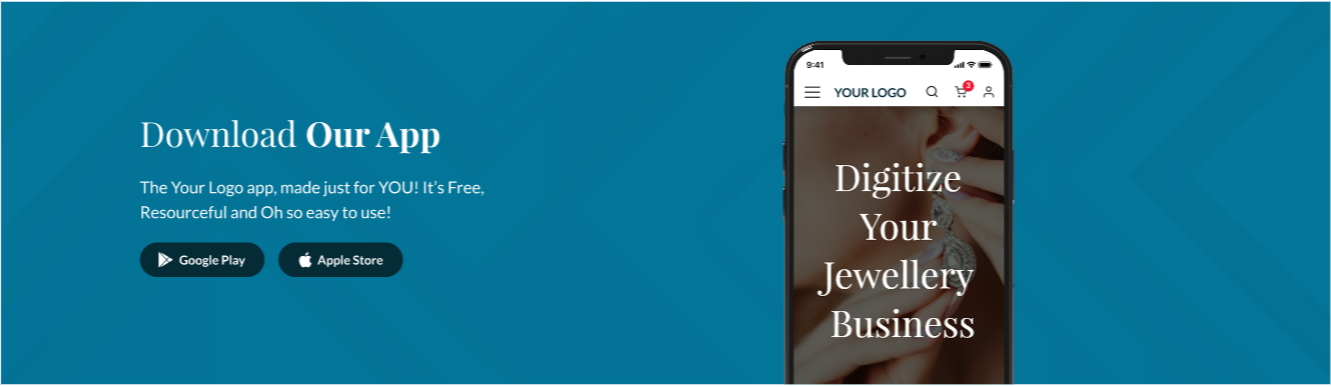 Download Our App
The Your Logo app, made just for YOU! It's Free,
Resourceful and Oh so easy to use!
Google Play
Apple Store
9:41
YOUR LOGO
3
Digitize
Your
Jewellery
Business